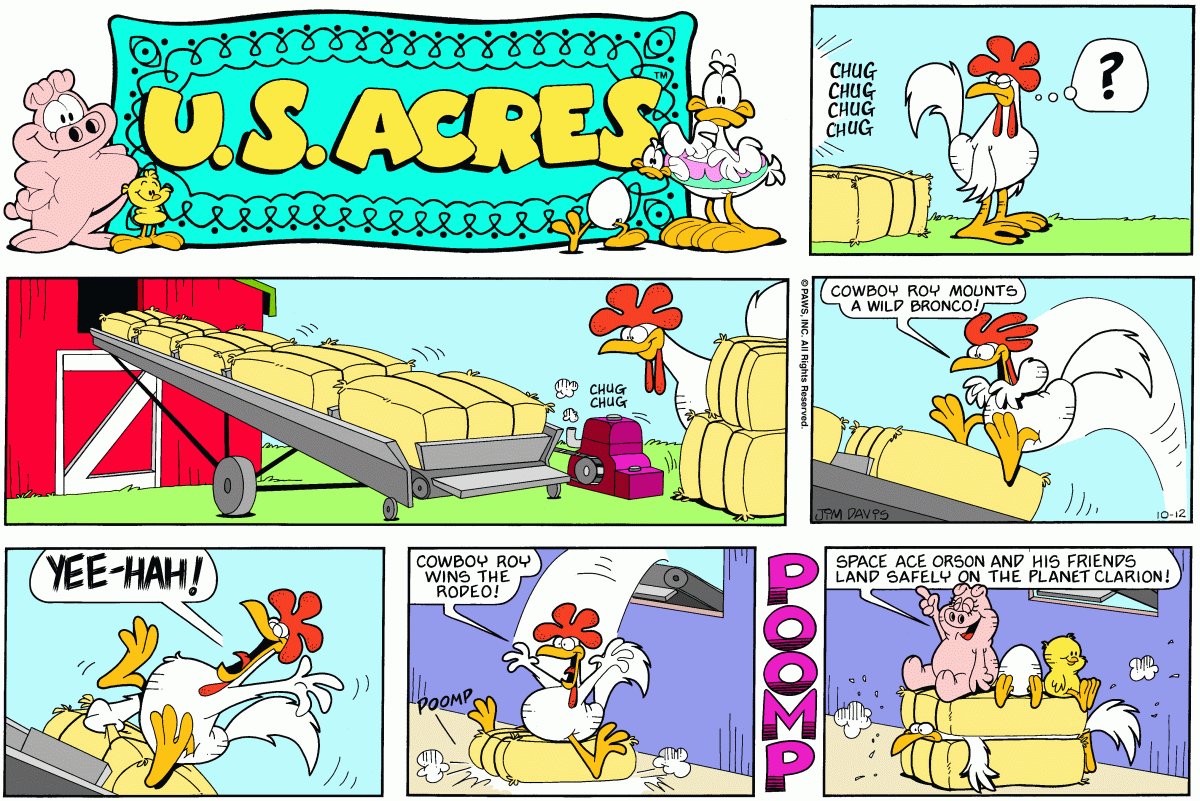 U.S. ACRES™
CHUG
CHUG
CHUG
CHUG
?
CHUG
CHUG
© PAWS, INC. All Rights Reserved.
COWBOY ROY MOUNTS
A WILD BRONCO!
JIM DAVIS
10-12
YEE-HAH!
COWBOY ROY
WINS THE
RODEO!
POOMP
POOMP
SPACE ACE ORSON AND HIS FRIENDS
LAND SAFELY ON THE PLANET CLARION!